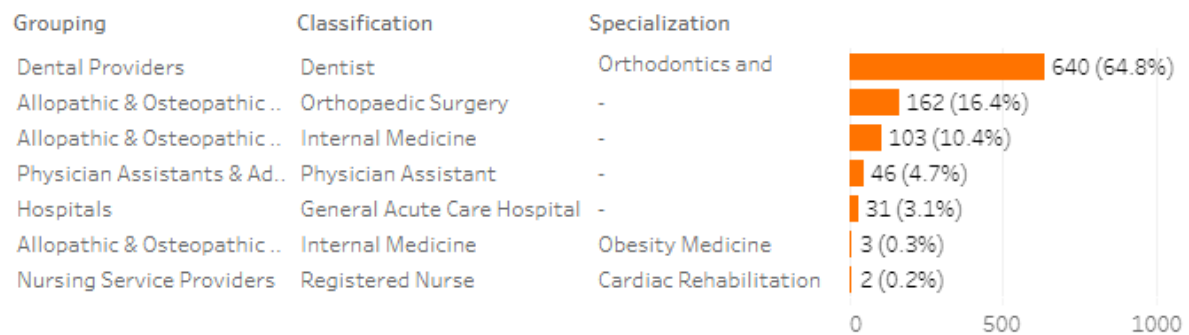 Grouping Classification Specialization
Dental Providers Dentist Orthodontics and 640 (64.8%)
Allopathic & Osteopathic .. Orthopaedic Surgery - 162 (16.4%)
Allopathic & Osteopathic .. Internal Medicine - 103 (10.4%)
Physician Assistants & Ad.. Physician Assistant - 46 (4.7%)
Hospitals General Acute Care Hospital - 31 (3.1%)
Allopathic & Osteopathic .. Internal Medicine Obesity Medicine 3 (0.3%)
Nursing Service Providers Registered Nurse Cardiac Rehabilitation 2 (0.2%)
0 500 1000